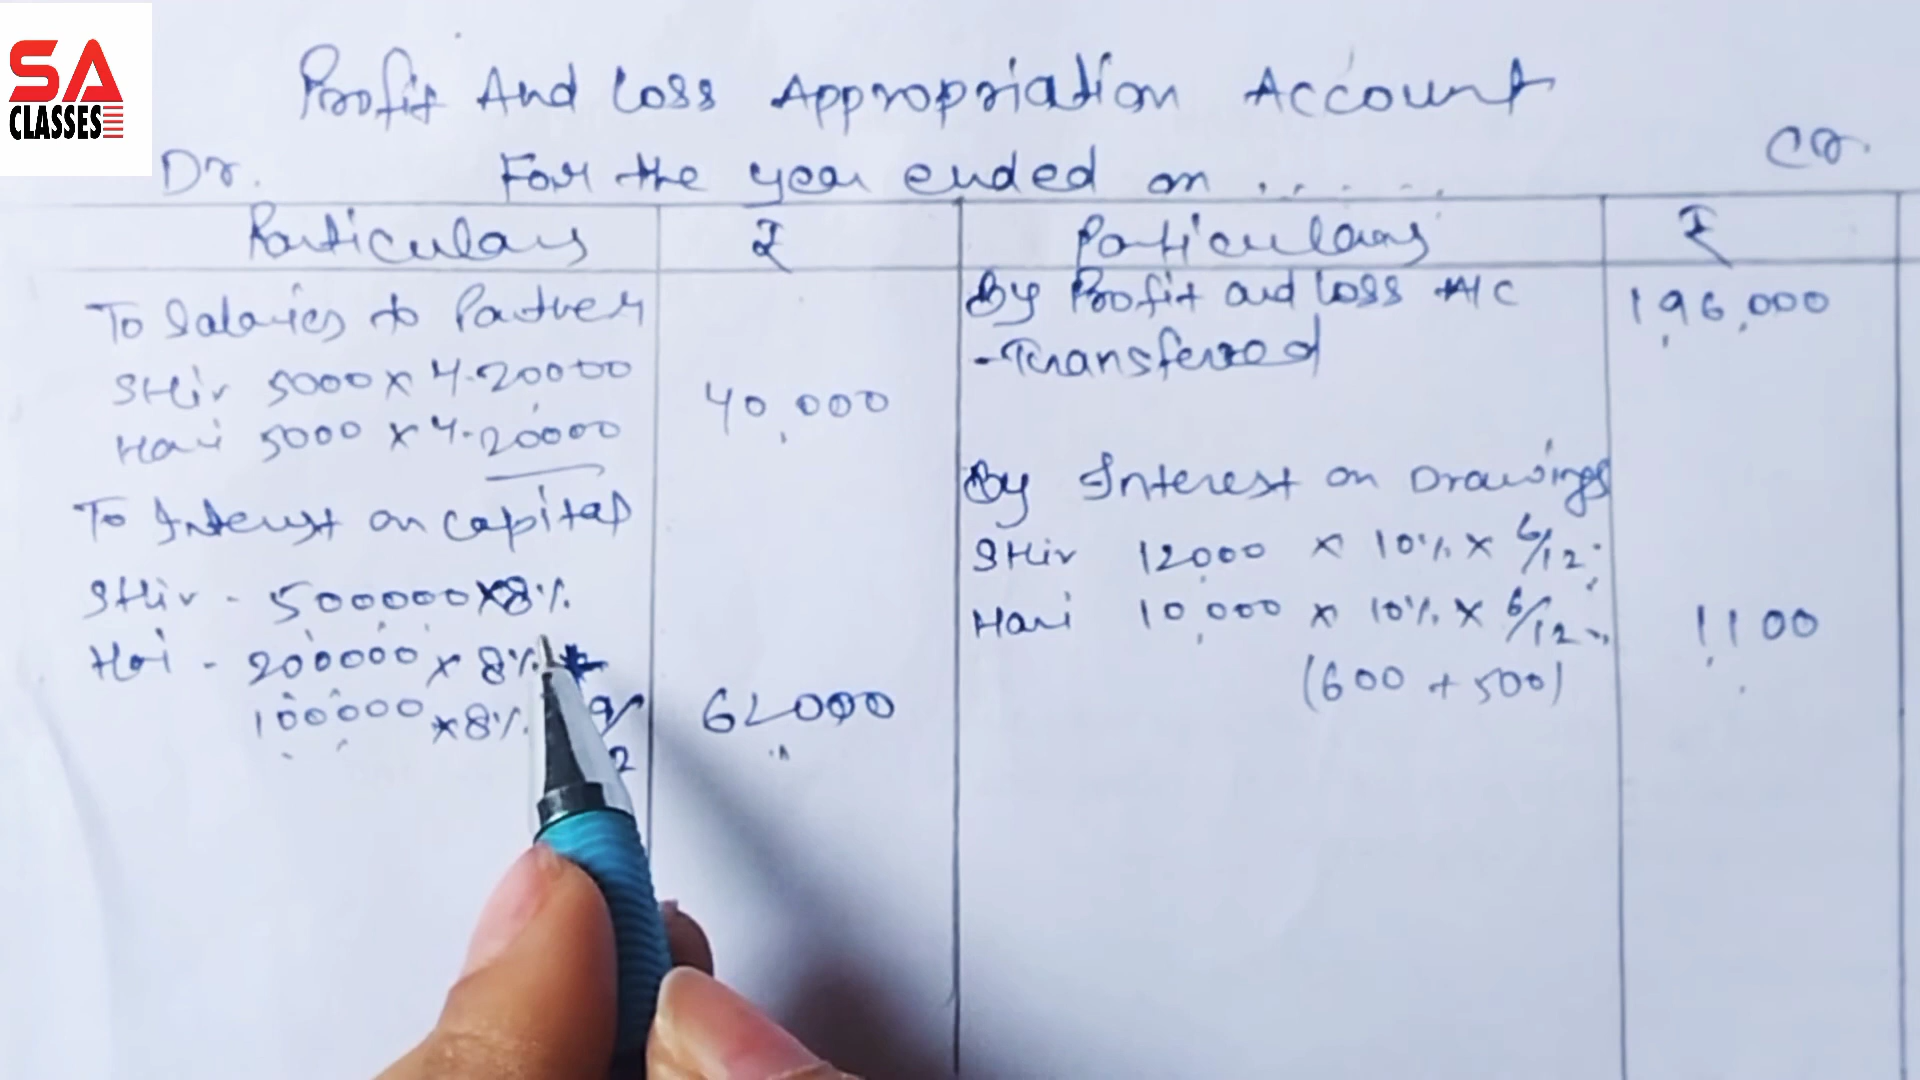 SA
CLASSES
Profit And Loss Appropriation Account
Dr. For the year ended on ...... Cr.
Particulars ₹ Particulars ₹
To Salaries to Partner
SHiv 5000 x 4 - 20000
Hari 5000 x 4 - 20000 40,000
To Interest on capital
SHiv - 500000 x 8%
Hari - 200000 x 8%
100000 x 8% 9/
2
62000
By Profit and Loss A/C 196,000
- Transferred
By Interest on Drawings
SHiv 12000 x 10% x 6/12
Hari 10,000 x 10% x 6/12 1100
(600 + 500)